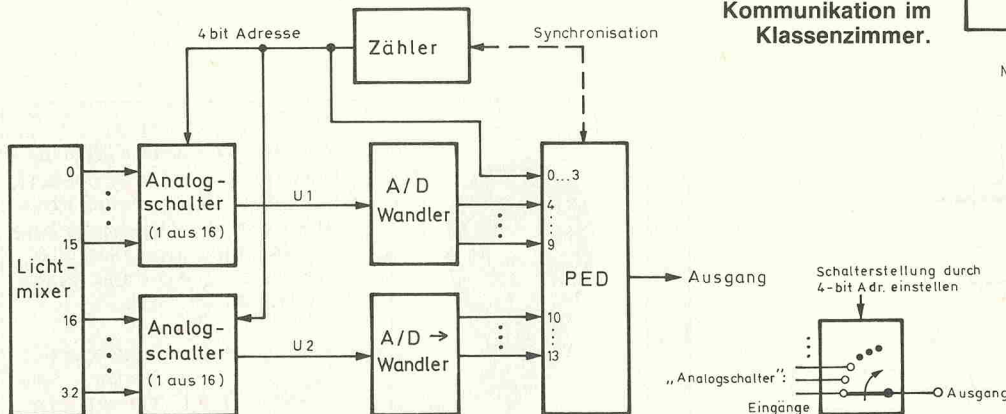 Kommunikation im
Klassenzimmer.
4 bit Adresse
Zähler
Synchronisation
0
15
Licht-
mixer
16
32
Analog-
schalter
(1 aus 16)
U1
A/D
Wandler
0...3
4
9
PED
Ausgang
Analog-
schalter
(1 aus 16)
U2
A/D →
Wandler
10
13
Schalterstellung durch
4-bit Adr. einstellen
„Analogschalter":
Eingänge
Ausgang
N